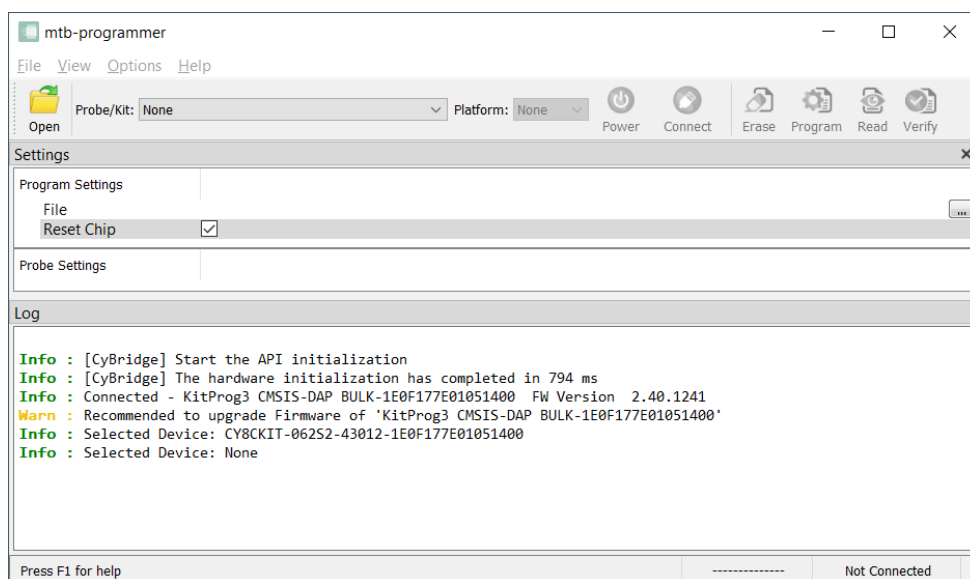 mtb-programmer
File View Options Help
Open Probe/Kit: None Platform: None Power Connect Erase Program Read Verify
Settings
Program Settings
File ...
Reset Chip
Probe Settings
Log
Info : [CyBridge] Start the API initialization
Info : [CyBridge] The hardware initialization has completed in 794 ms
Info : Connected - KitProg3 CMSIS-DAP BULK-1E0F177E01051400 FW Version 2.40.1241
Warn : Recommended to upgrade Firmware of 'KitProg3 CMSIS-DAP BULK-1E0F177E01051400'
Info : Selected Device: CY8CKIT-062S2-43012-1E0F177E01051400
Info : Selected Device: None
Press F1 for help -------------- Not Connected